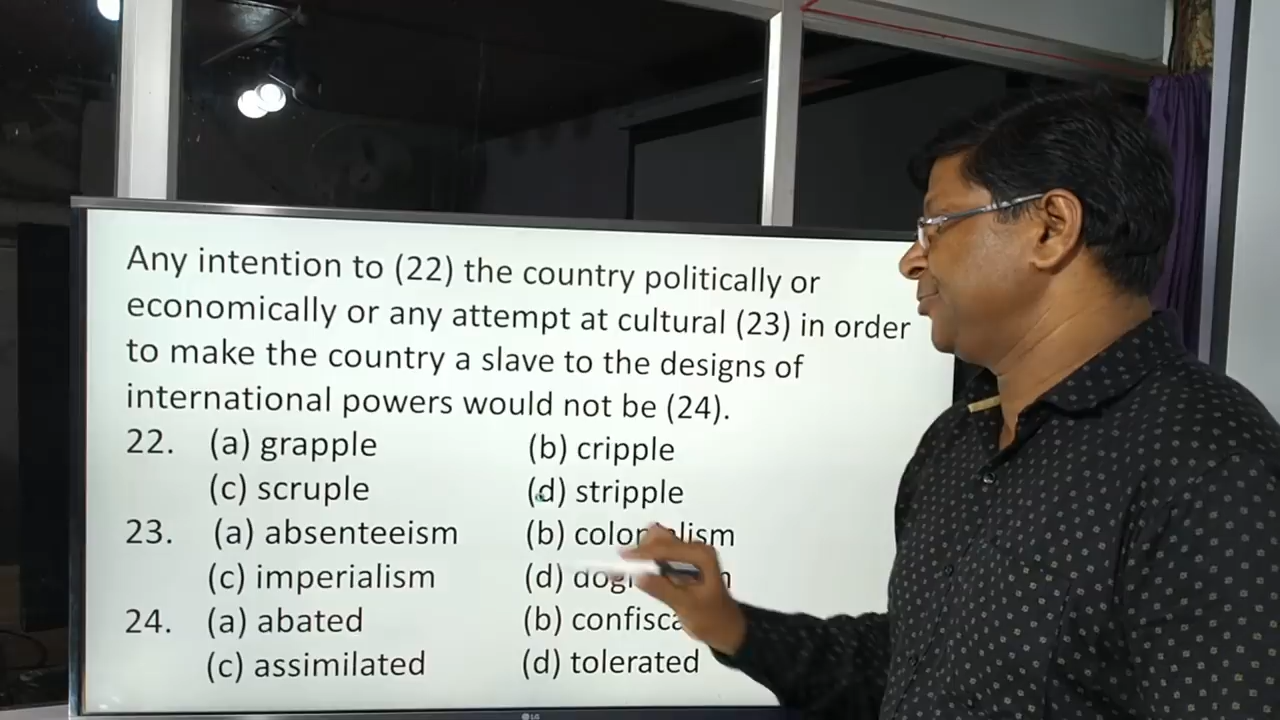 Any intention to (22) the country politically or
economically or any attempt at cultural (23) in order
to make the country a slave to the designs of
international powers would not be (24).
22. (a) grapple (b) cripple
(c) scruple (d) stripple
23. (a) absenteeism (b) colonialism
(c) imperialism (d)
24. (a) abated (b)
(c) assimilated (d) tolerated
LG